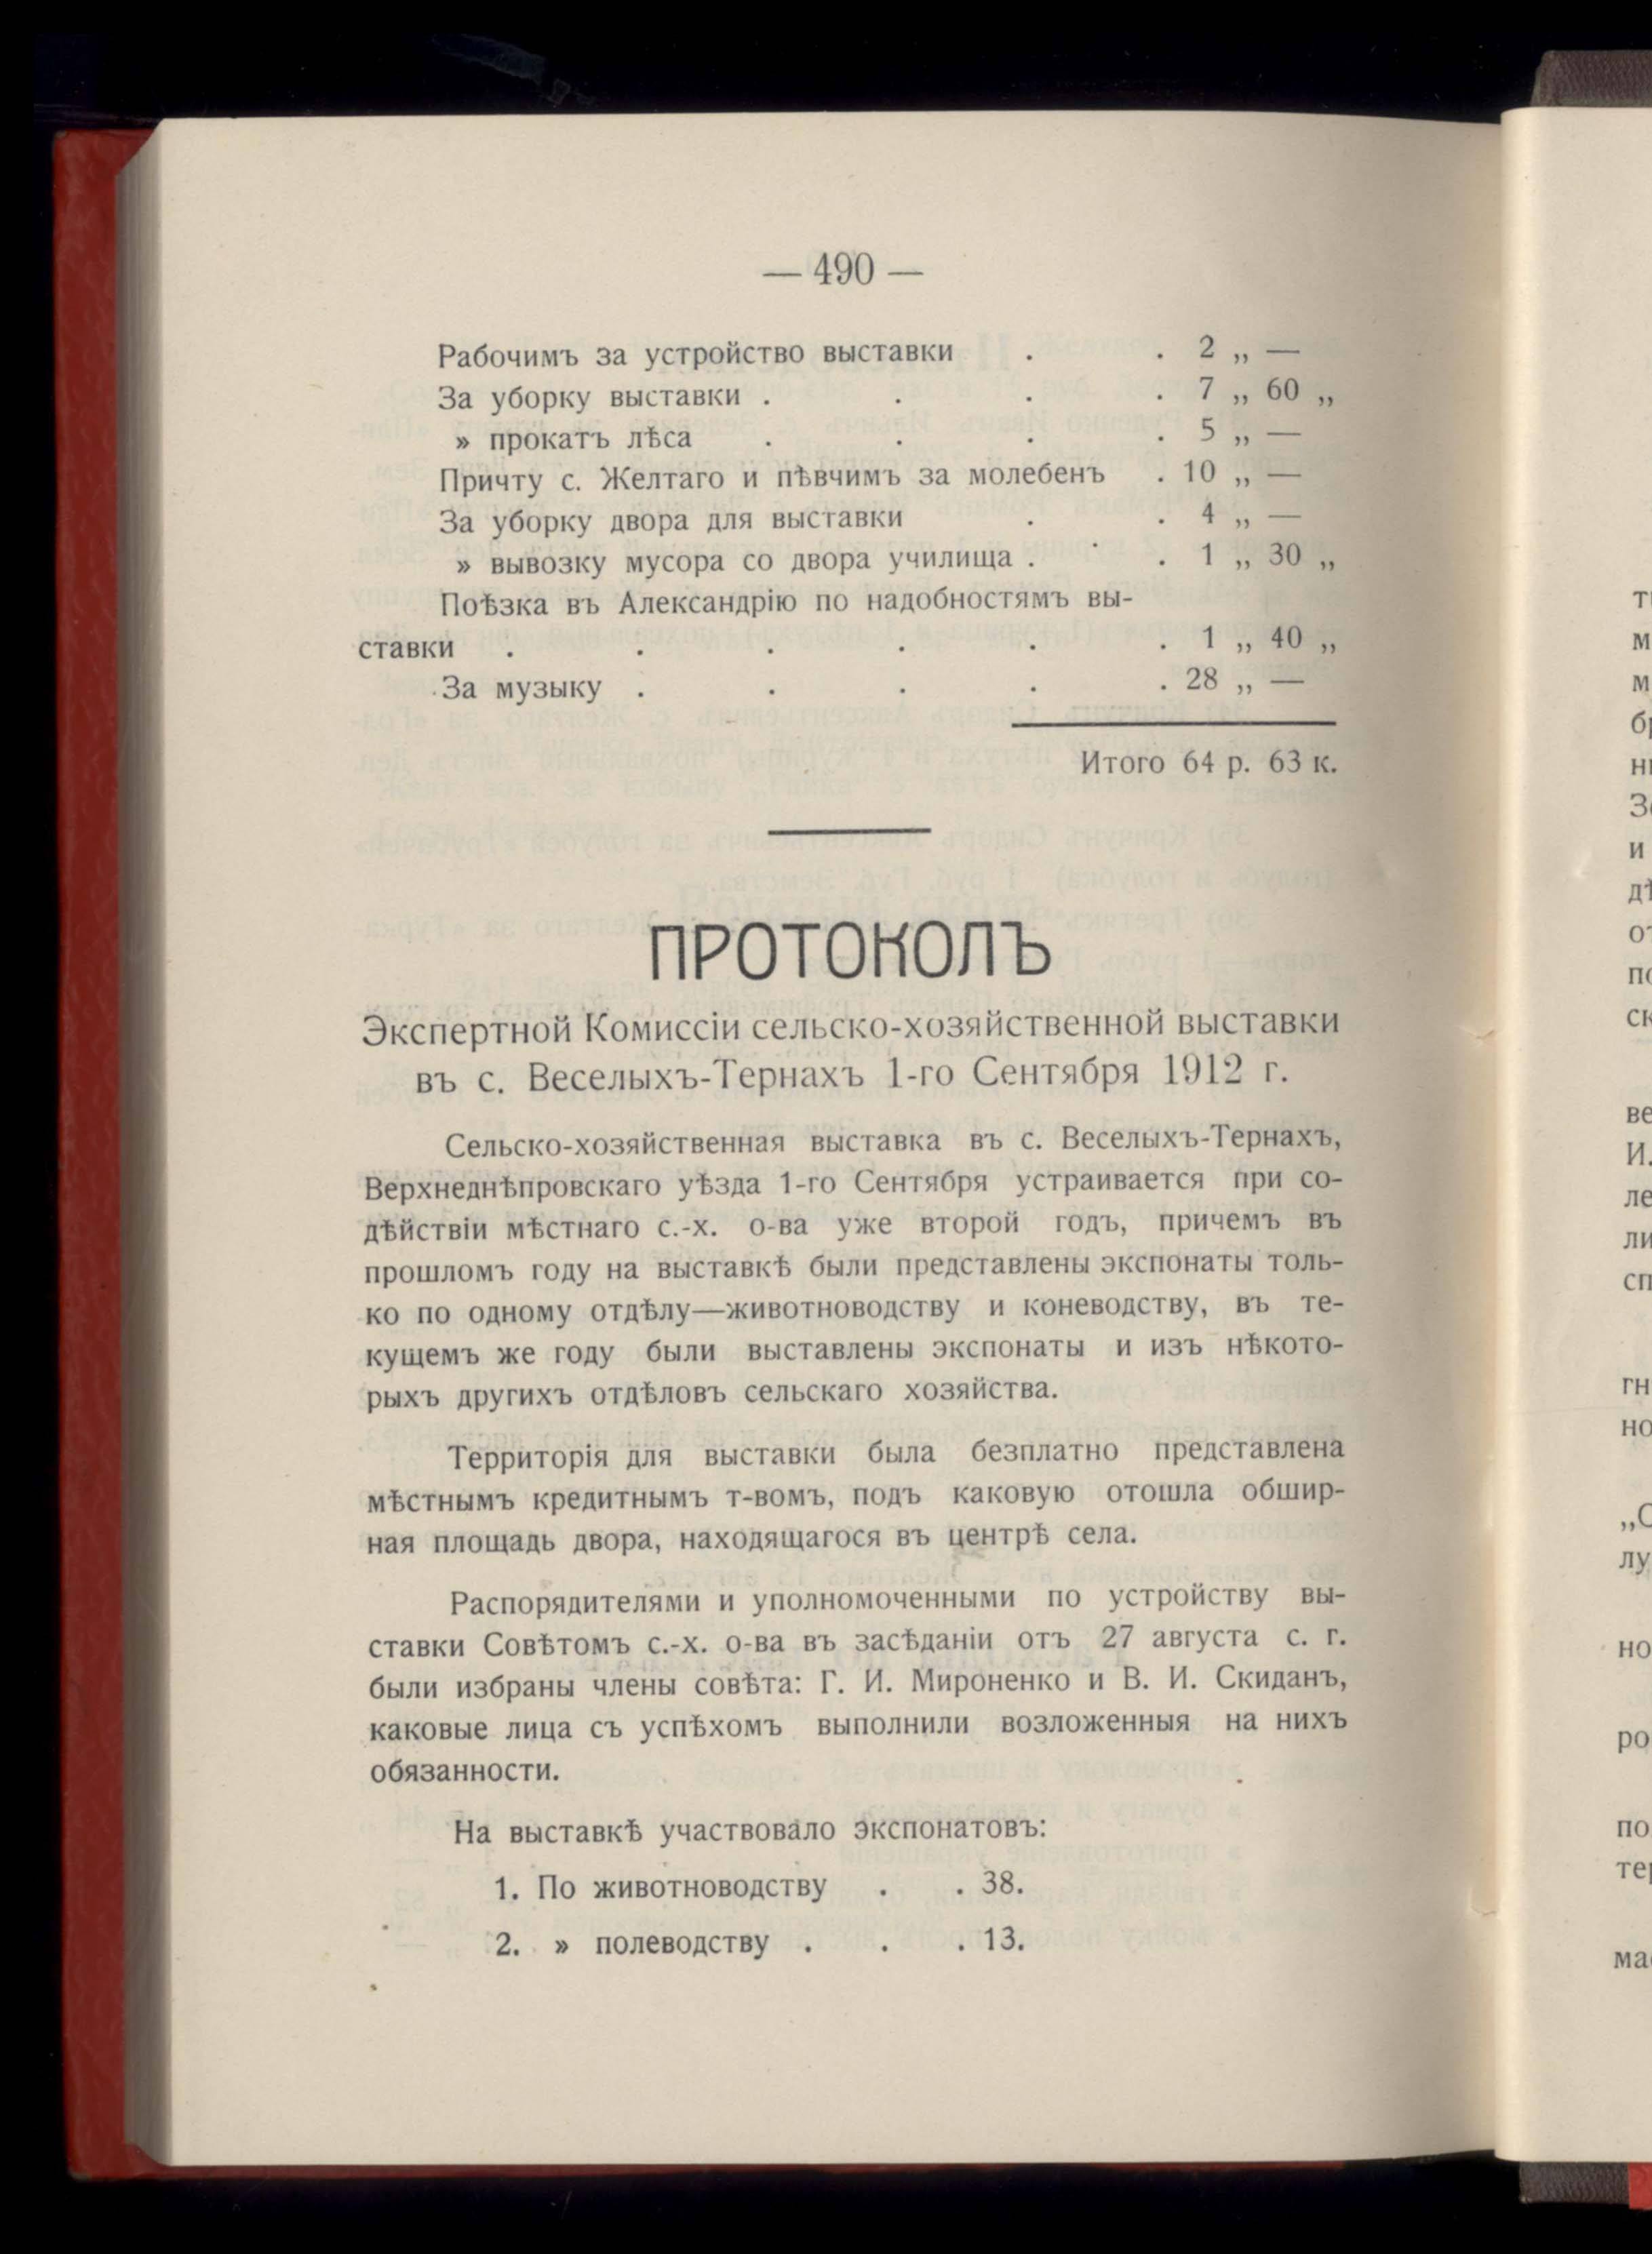 — 490 —
Рабочимъ за устройство выставки . . 2 „ —
За уборку выставки . . . . 7 „ 60 „
» прокатъ лѣса . . . . 5 „ —
Причту с. Желтаго и пѣвчимъ за молебенъ . 10 „ —
За уборку двора для выставки . . 4 „ —
» вывозку мусора со двора училища . . . 1 „ 30 „
Поѣзка въ Александрію по надобностямъ вы-
ставки . . . . . . 1 „ 40 „
За музыку . . . . . 28 „ —
Итого 64 р. 63 к.
ПРОТОКОЛЪ
Экспертной Комиссіи сельско-хозяйственной выставки
въ с. Веселыхъ-Тернахъ 1-го Сентября 1912 г.
Сельско-хозяйственная выставка въ с. Веселыхъ-Тернахъ,
Верхнеднѣпровскаго уѣзда 1-го Сентября устраивается при со-
дѣйствіи мѣстнаго с.-х. о-ва уже второй годъ, причемъ въ
прошломъ году на выставкѣ были представлены экспонаты толь-
ко по одному отдѣлу—животноводству и коневодству, въ те-
кущемъ же году были выставлены экспонаты и изъ нѣкото-
рыхъ другихъ отдѣловъ сельскаго хозяйства.
Территорія для выставки была безплатно представлена
мѣстнымъ кредитнымъ т-вомъ, подъ каковую отошла обшир-
ная площадь двора, находящагося въ центрѣ села.
Распорядителями и уполномоченными по устройству вы-
ставки Совѣтомъ с.-х. о-ва въ засѣданіи отъ 27 августа с. г.
были избраны члены совѣта: Г. И. Мироненко и В. И. Скиданъ,
каковые лица съ успѣхомъ выполнили возложенныя на нихъ
обязанности.
На выставкѣ участвовало экспонатовъ:
1. По животноводству . . 38.
2. » полеводству . . . 13.